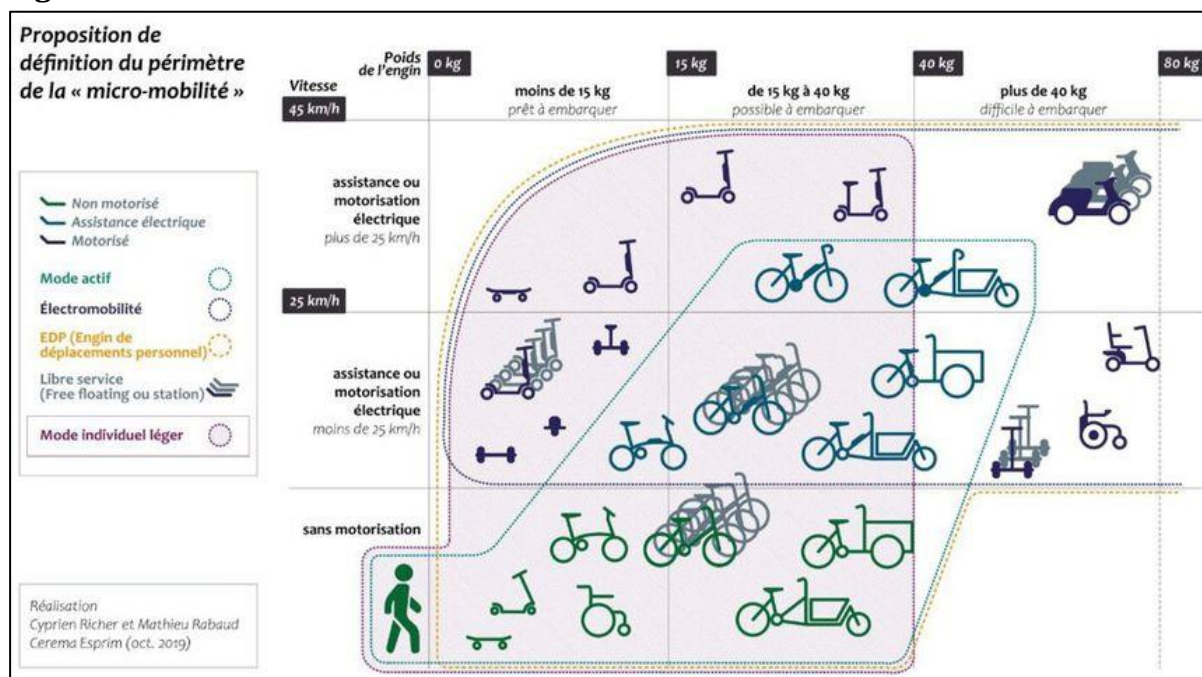 Proposition de
définition du périmètre
de la « micro-mobilité »
Poids
de l'engin
0 kg
15 kg
40 kg
80 kg
Vitesse
45 km/h
moins de 15 kg
prêt à embarquer
de 15 kg à 40 kg
possible à embarquer
plus de 40 kg
difficile à embarquer
assistance ou
motorisation
électrique
plus de 25 km/h
25 km/h
assistance ou
motorisation
électrique
moins de 25 km/h
sans motorisation
Non motorisé
Assistance électrique
Motorisé
Mode actif
Électromobilité
EDP (Engin de
déplacements personnel)
Libre service
(Free floating ou station)
Mode individuel léger
Réalisation
Cyprien Richer et Mathieu Rabaud
Cerema Esprim (oct. 2019)